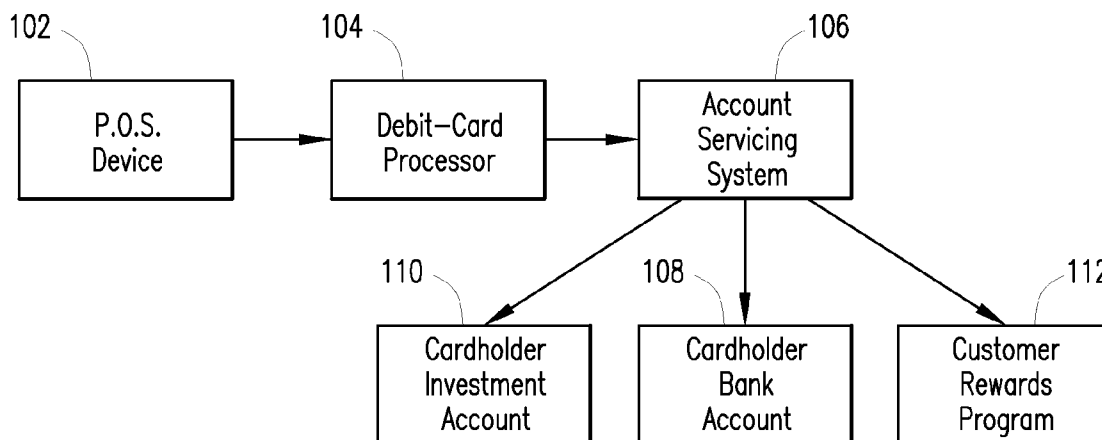 102
104
106
P.O.S.
Device
Debit-Card
Processor
Account
Servicing
System
110
108
112
Cardholder
Investment
Account
Cardholder
Bank
Account
Customer
Rewards
Program